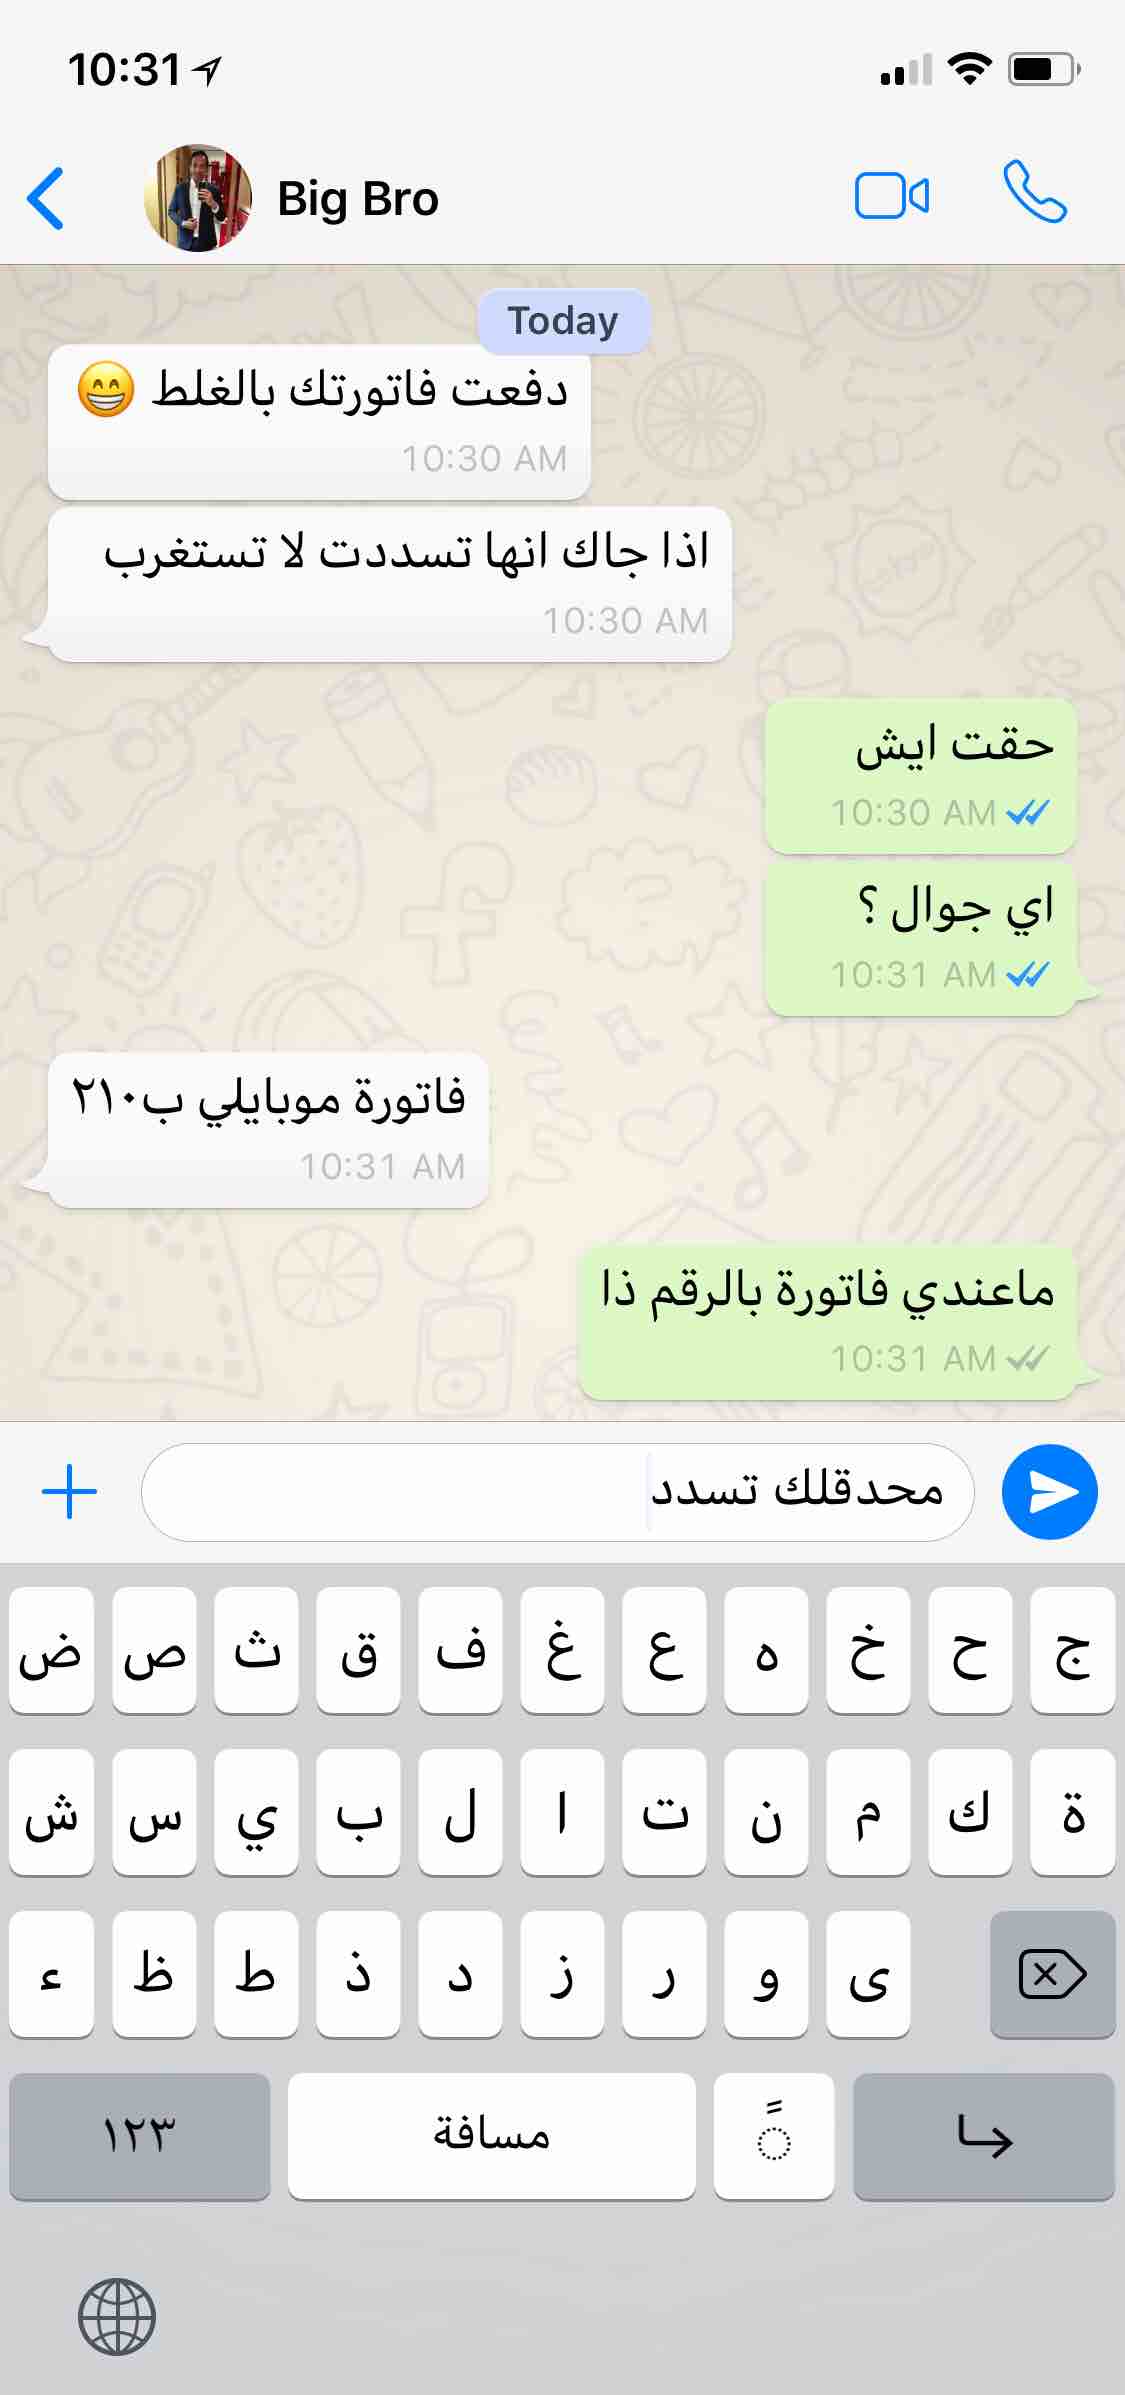 10:31
Big Bro
Today
دفعت فاتورتك بالغلط 😁
10:30 AM
اذا جاك انها تسددت لا تستغرب
10:30 AM
حقت ايش
10:30 AM
اي جوال ؟
10:31 AM
فاتورة موبايلي ب٢١٠
10:31 AM
ماعندي فاتورة بالرقم ذا
10:31 AM
محدقلك تسدد
ض ص ث ق ف غ ع ه خ ح ج
ش س ي ب ل ا ت ن م ك ة
ء ظ ط ذ د ز ر و ى
١٢٣ مسافة